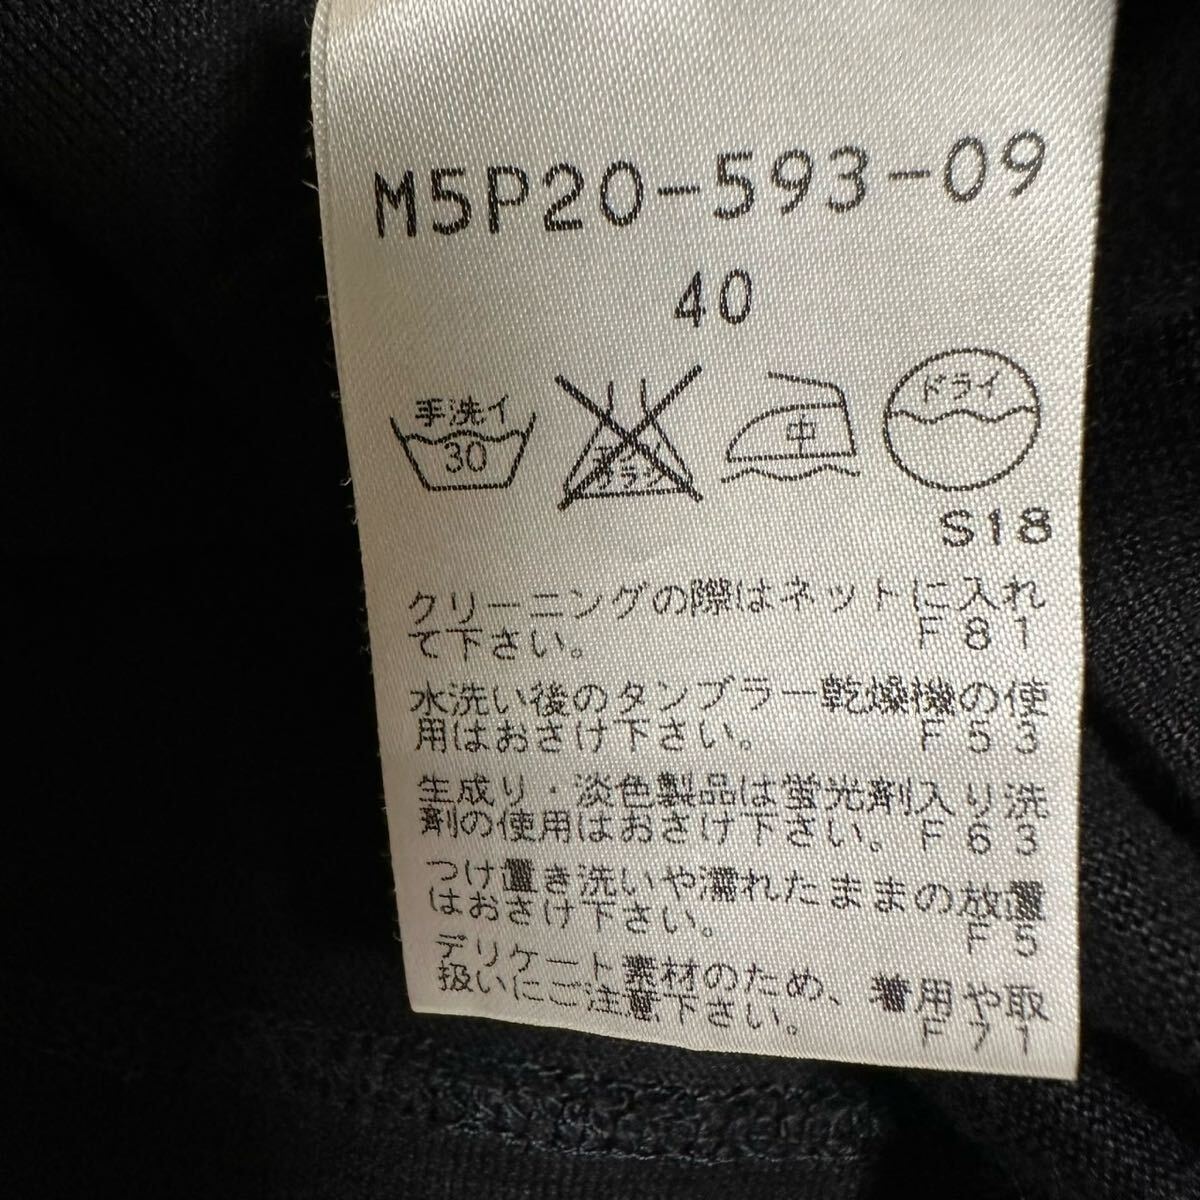 M5P20-593-09
40
手洗イ
30
エンソ
サラシ
中
ドライ
S18
クリーニングの際はネットに入れ
て下さい。 F81
水洗い後のタンブラー乾燥機の使
用はおさけ下さい。 F53
生成り・淡色製品は蛍光剤入り洗
剤の使用はおさけ下さい。F63
つけ置き洗いや濡れたままの放置
はおさけ下さい。 F5
デリケート素材のため、着用や取
扱いにご注意下さい。 F71